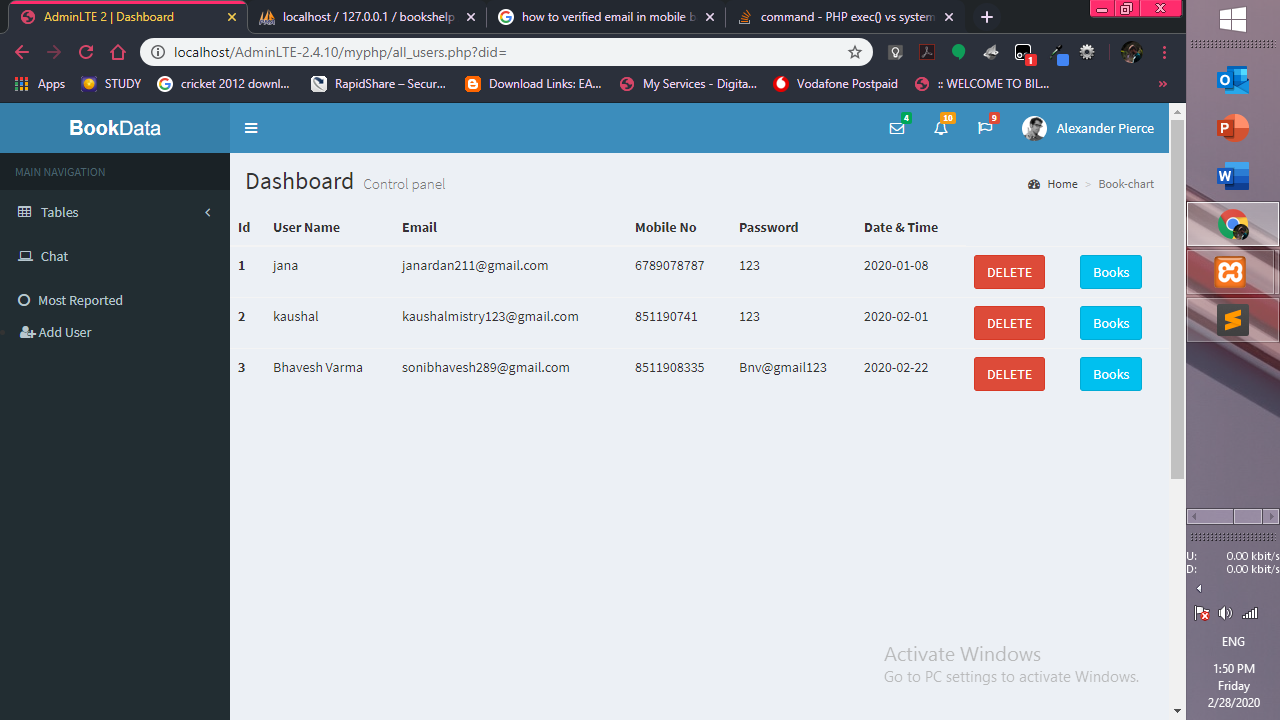 AdminLTE 2 | Dashboard
localhost / 127.0.0.1 / bookshelp
how to verified email in mobile b
command - PHP exec() vs system
localhost/AdminLTE-2.4.10/myphp/all_users.php?did=
1
Apps
STUDY
cricket 2012 downl...
RapidShare – Secur...
Download Links: EA...
My Services - Digita...
Vodafone Postpaid
:: WELCOME TO BIL...
»
BookData
4
10
9
Alexander Pierce
MAIN NAVIGATION
Tables
Chat
Most Reported
Add User
Dashboard Control panel
Home > Book-chart
Id User Name Email Mobile No Password Date & Time
1 jana janardan211@gmail.com 6789078787 123 2020-01-08 DELETE Books
2 kaushal kaushalmistry123@gmail.com 851190741 123 2020-02-01 DELETE Books
3 Bhavesh Varma sonibhavesh289@gmail.com 8511908335 Bnv@gmail123 2020-02-22 DELETE Books
Activate Windows
Go to PC settings to activate Windows.
U: 0.00 kbit/s
D: 0.00 kbit/s
ENG
1:50 PM
Friday
2/28/2020